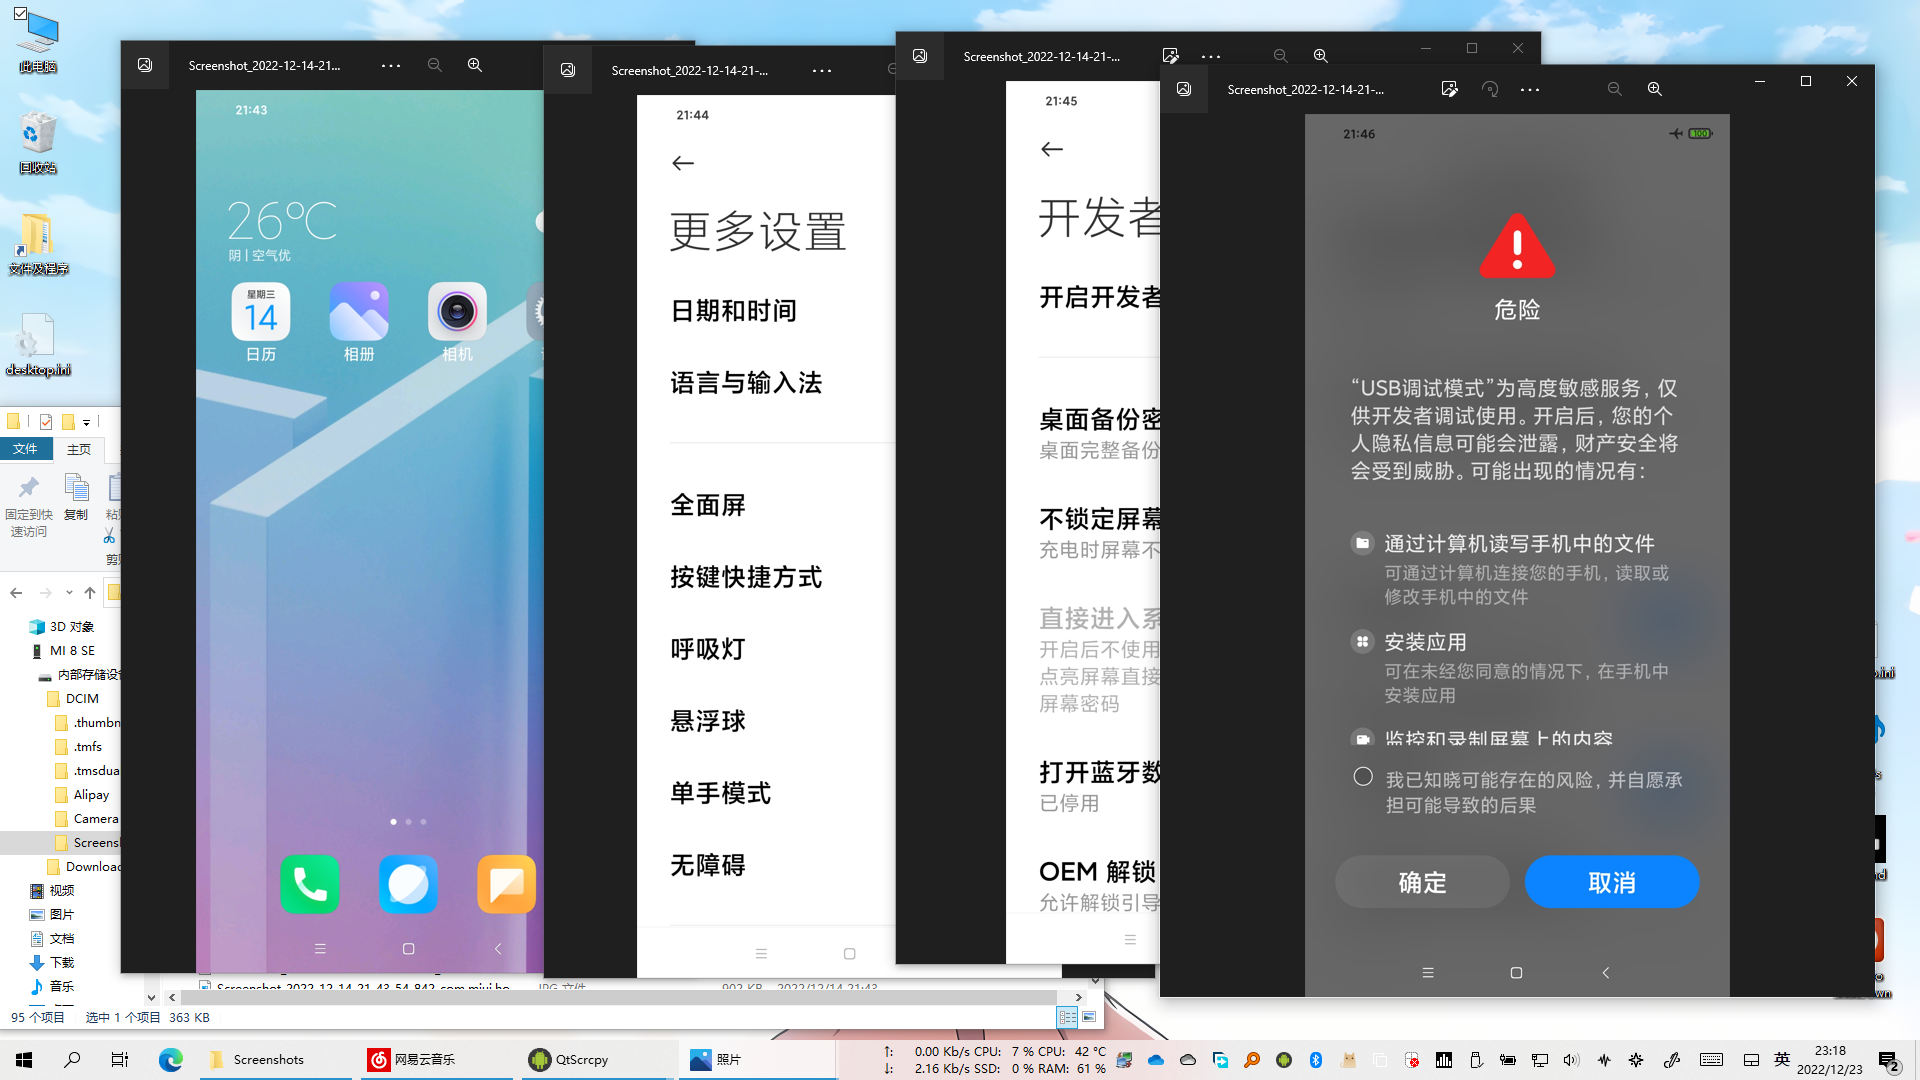 此电脑
回收站
文件及程序
desktop.ini
文件
主页
固定到快
速访问
复制
3D 对象
MI 8 SE
内部存储设备
DCIM
.thumbn
.tmfs
.tmsdua
Alipay
Camera
Screensh
Download
视频
图片
文档
下载
音乐
95 个项目
选中 1 个项目 363 KB
Screenshot_2022-12-14-21-43-54-842_com.miui.ho...
JPG 文件
902 KB
2022/12/14 21:43
Screenshot_2022-12-14-21...
21:43
26°C
阴 | 空气优
星期三
14
日历
相册
相机
Screenshot_2022-12-14-21-...
21:44
更多设置
日期和时间
语言与输入法
全面屏
按键快捷方式
呼吸灯
悬浮球
单手模式
无障碍
Screenshot_2022-12-14-21-...
21:45
开发者
开启开发者
桌面备份密
桌面完整备份
不锁定屏幕
充电时屏幕不
直接进入系
开启后不使用
点亮屏幕直接
屏幕密码
打开蓝牙数
已停用
OEM 解锁
允许解锁引导
Screenshot_2022-12-14-21-...
21:46
100
危险
“USB调试模式”为高度敏感服务，仅
供开发者调试使用。开启后，您的个
人隐私信息可能会泄露，财产安全将
会受到威胁。可能出现的情况有：
通过计算机读写手机中的文件
可通过计算机连接您的手机，读取或
修改手机中的文件
安装应用
可在未经您同意的情况下，在手机中
安装应用
监控和录制屏幕上的内容
我已知晓可能存在的风险，并自愿承
担可能导致的后果
确定
取消
Screenshots
网易云音乐
QtScrcpy
照片
↑: 0.00 Kb/s CPU: 7 % CPU: 42 °C
↓: 2.16 Kb/s SSD: 0 % RAM: 61 %
英
23:18
2022/12/23
2